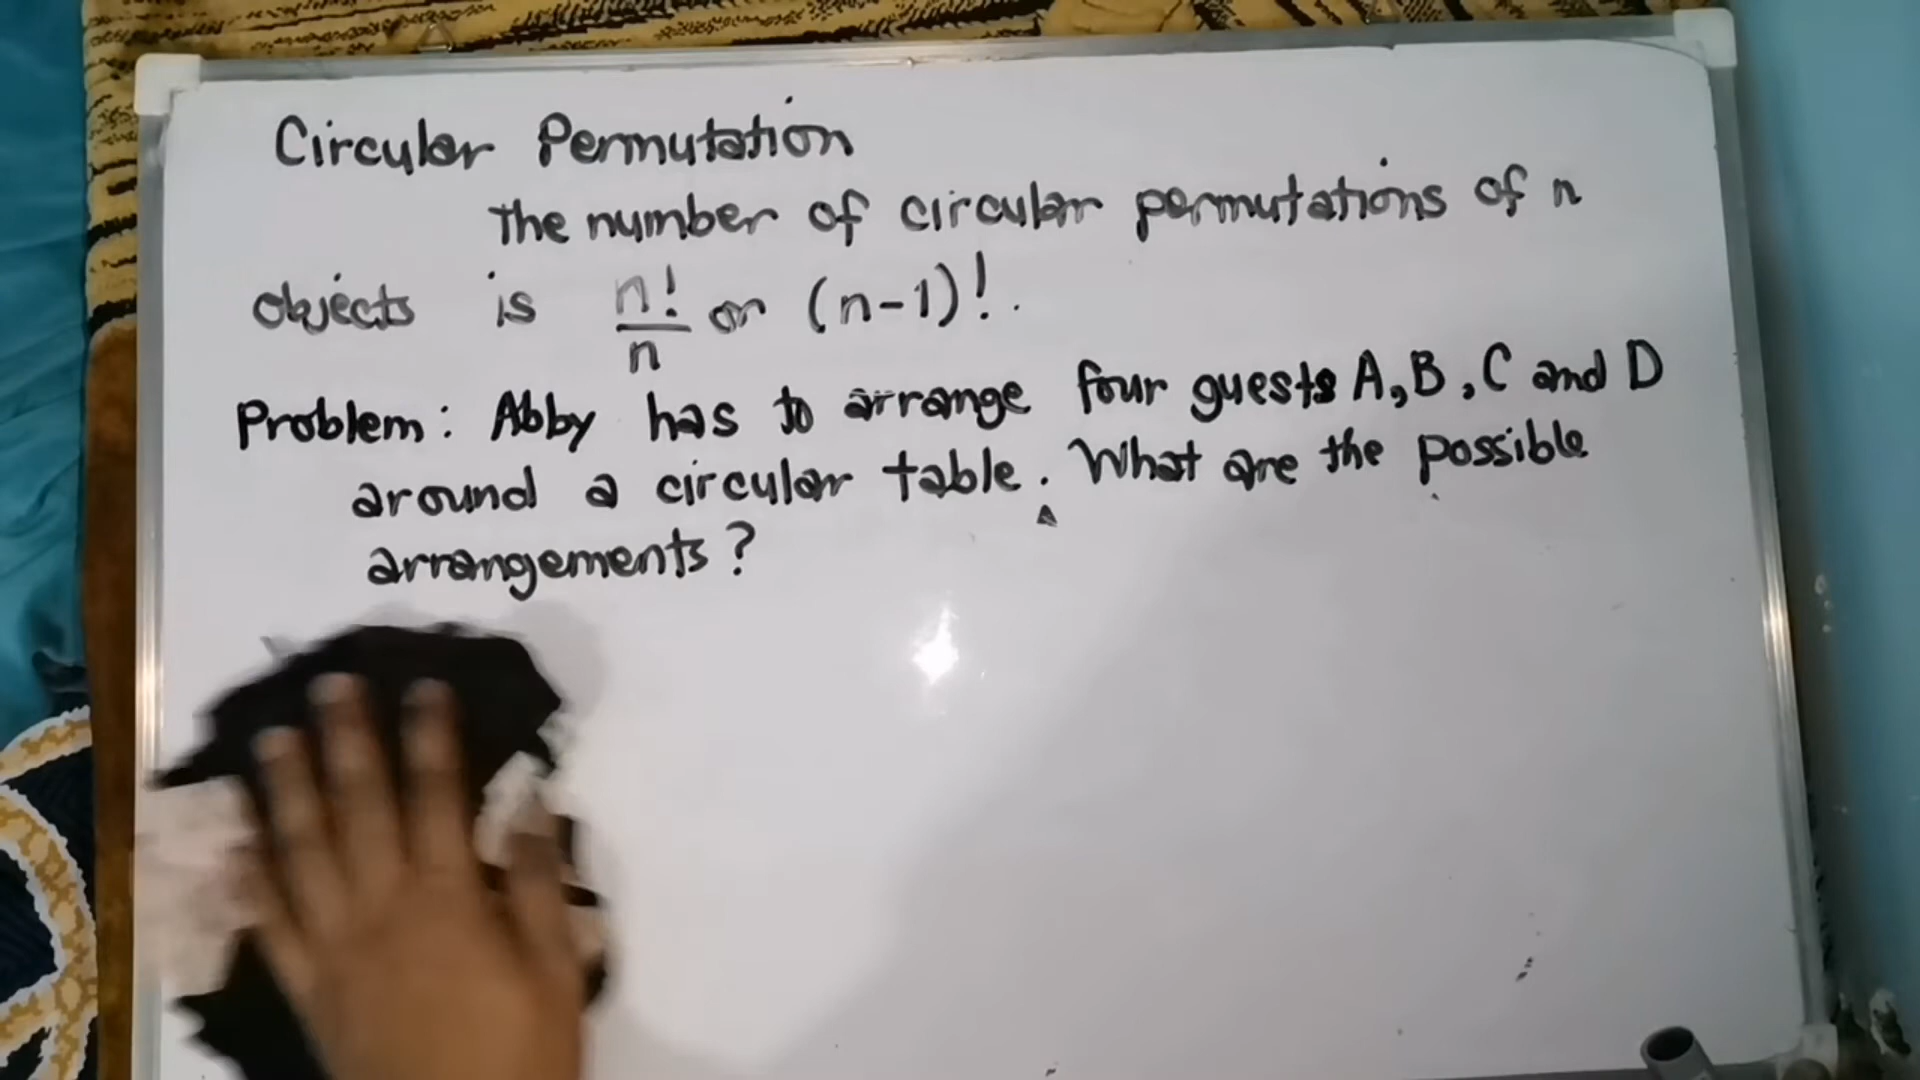 Circular Permutation
The number of circular permutations of n
objects is n!/n or (n-1)!.
Problem: Abby has to arrange four guests A, B, C and D
around a circular table. What are the possible
arrangements?